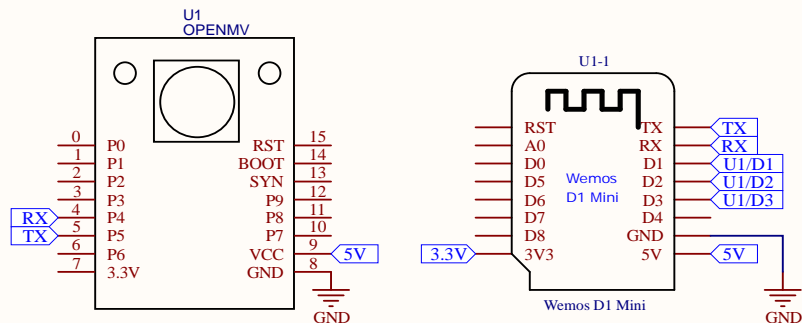 U1
OPENMV
0 P0 RST 15
1 P1 BOOT 14
2 P2 SYN 13
3 P3 P9 12
RX 4 P4 P8 11
TX 5 P5 P7 10
6 P6 VCC 9 5V
7 3.3V GND 8
GND
U1-1
RST TX TX
A0 RX RX
D0 D1 U1/D1
D5 Wemos D2 U1/D2
D6 D1 Mini D3 U1/D3
D7 D4
D8 GND
3.3V 3V3 5V 5V
Wemos D1 Mini
GND